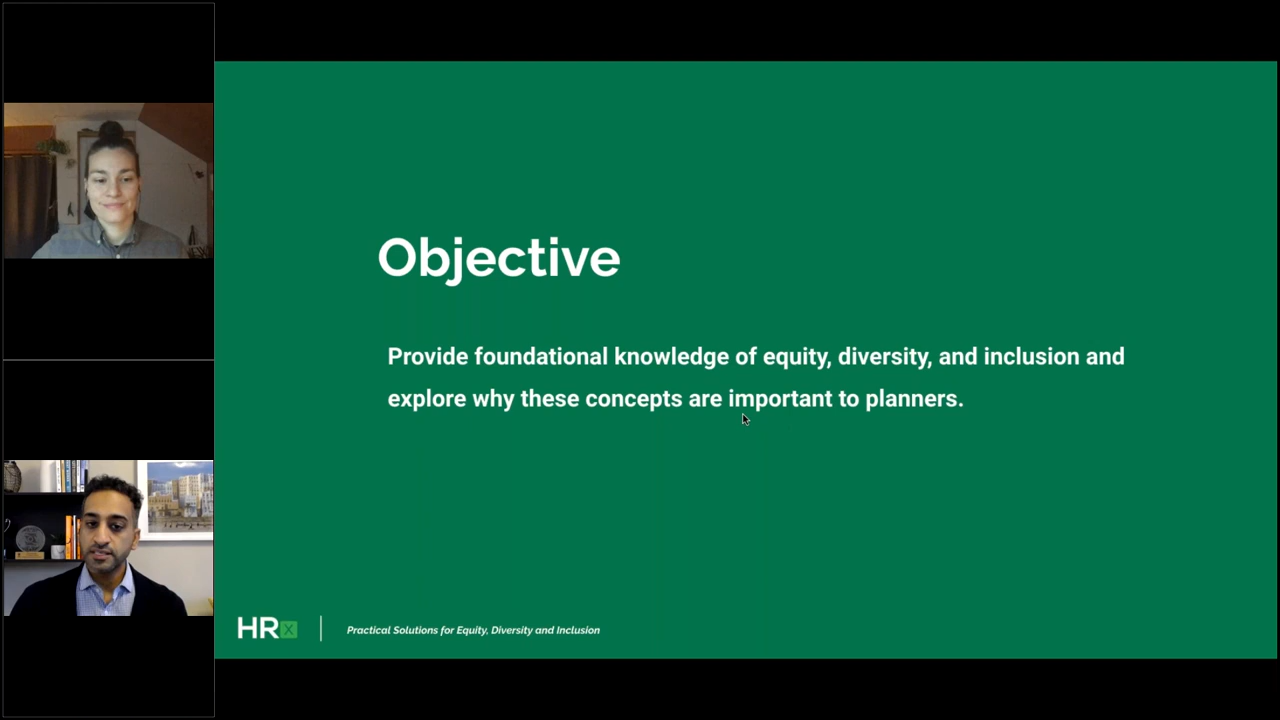 Objective
Provide foundational knowledge of equity, diversity, and inclusion and
explore why these concepts are important to planners.
HRx
Practical Solutions for Equity, Diversity and Inclusion